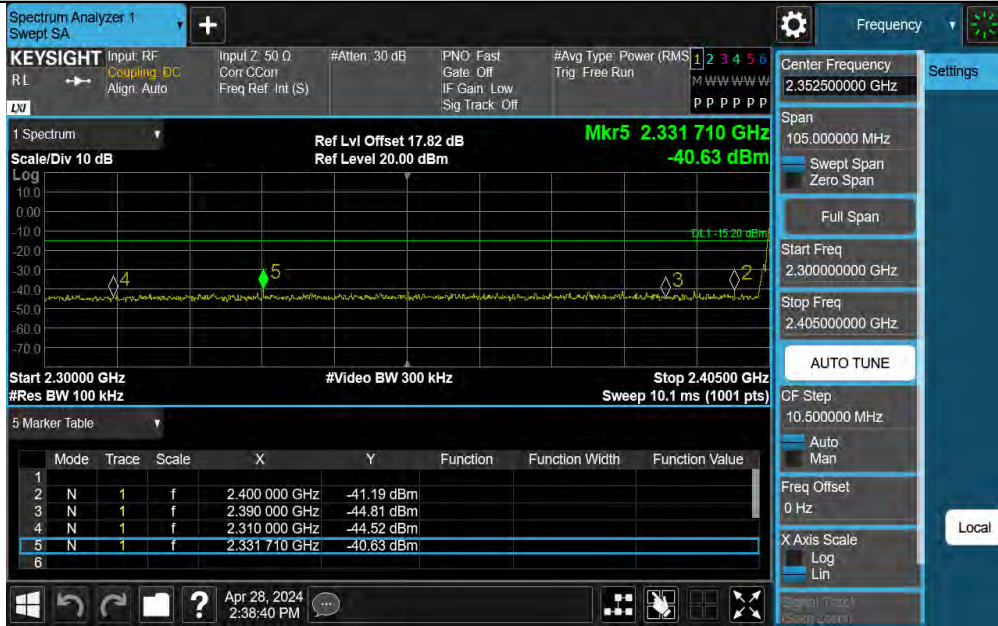 Spectrum Analyzer 1
Swept SA
Frequency
KEYSIGHT
RL
LXI
Input: RF
Coupling: DC
Align: Auto
Input Z: 50 Ω
Corr CCorr
Freq Ref: Int (S)
#Atten: 30 dB
PNO: Fast
Gate: Off
IF Gain: Low
Sig Track: Off
#Avg Type: Power (RMS
Trig: Free Run
1 2 3 4 5 6
M WW WW W
P P P P P P
Center Frequency
2.352500000 GHz
Settings
1 Spectrum
Scale/Div 10 dB
Ref Lvl Offset 17.82 dB
Ref Level 20.00 dBm
Mkr5 2.331 710 GHz
-40.63 dBm
Log
10.0
0.00
-10.0
-20.0
-30.0
-40.0
-50.0
-60.0
-70.0
DL1 -15.20 dBm
4
5
3
2
Start 2.30000 GHz
#Res BW 100 kHz
#Video BW 300 kHz
Stop 2.40500 GHz
Sweep 10.1 ms (1001 pts)
Span
105.000000 MHz
Swept Span
Zero Span
Full Span
Start Freq
2.300000000 GHz
Stop Freq
2.405000000 GHz
AUTO TUNE
CF Step
10.500000 MHz
Auto
Man
Freq Offset
0 Hz
X Axis Scale
Log
Lin
Signal Track
(Span Zoom)
Local
5 Marker Table
Mode Trace Scale X Y Function Function Width Function Value
1
2 N 1 f 2.400 000 GHz -41.19 dBm
3 N 1 f 2.390 000 GHz -44.81 dBm
4 N 1 f 2.310 000 GHz -44.52 dBm
5 N 1 f 2.331 710 GHz -40.63 dBm
6
?
Apr 28, 2024
2:38:40 PM